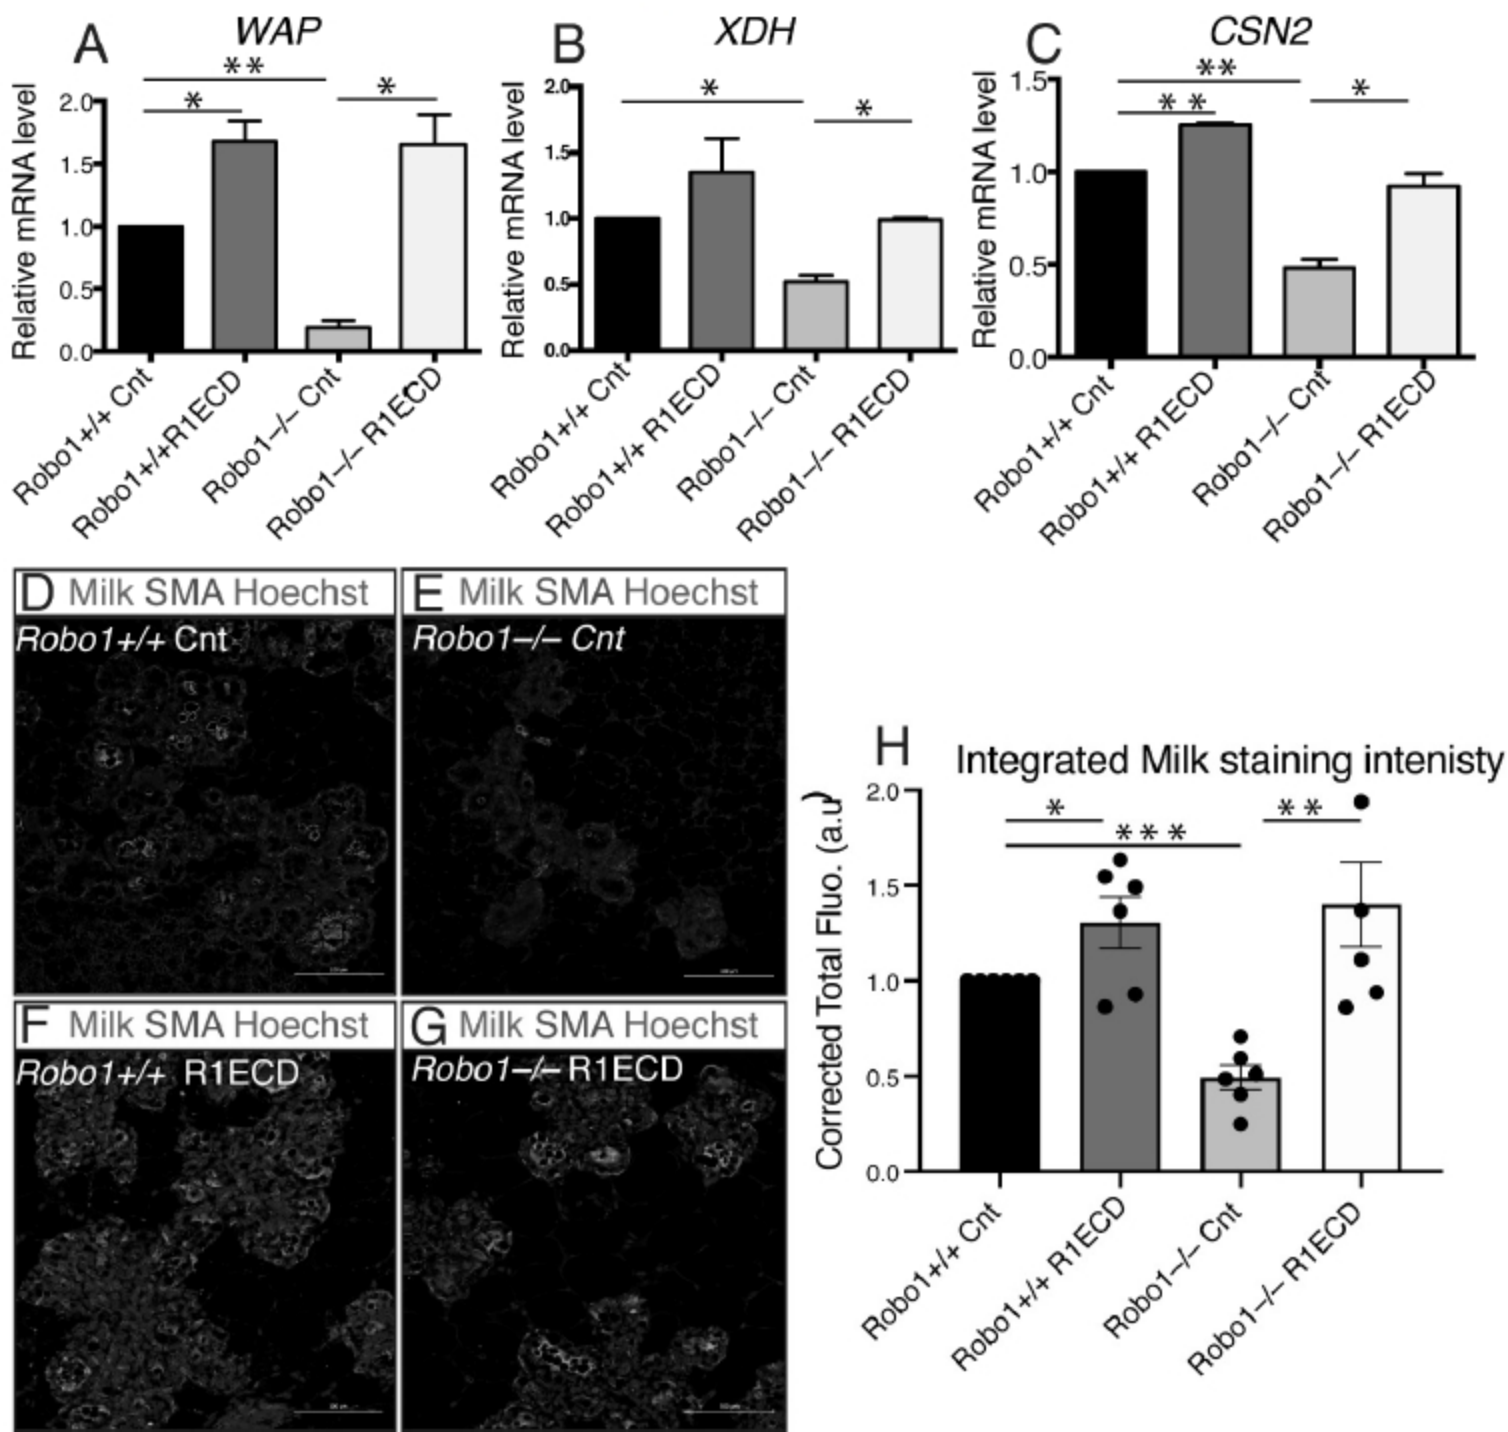 A WAP
** 
*
*
Relative mRNA level
2.0
1.5
1.0
0.5
0.0
Robo1+/+ Cnt
Robo1+/+R1ECD
Robo1–/– Cnt
Robo1–/– R1ECD
B XDH
*
*
Relative mRNA level
2.0
1.5
1.0
0.5
0.0
Robo1+/+ Cnt
Robo1+/+ R1ECD
Robo1–/– Cnt
Robo1–/– R1ECD
C CSN2
**
* *
*
Relative mRNA level
1.5
1.0
0.5
0.0
Robo1+/+ Cnt
Robo1+/+ R1ECD
Robo1–/– Cnt
Robo1–/– R1ECD
D Milk SMA Hoechst
Robo1+/+ Cnt
E Milk SMA Hoechst
Robo1–/– Cnt
F Milk SMA Hoechst
Robo1+/+ R1ECD
G Milk SMA Hoechst
Robo1–/– R1ECD
H Integrated Milk staining intenisty
*
***
**
Corrected Total Fluo. (a.u)
2.0
1.5
1.0
0.5
0.0
Robo1+/+ Cnt
Robo1+/+ R1ECD
Robo1–/– Cnt
Robo1–/– R1ECD